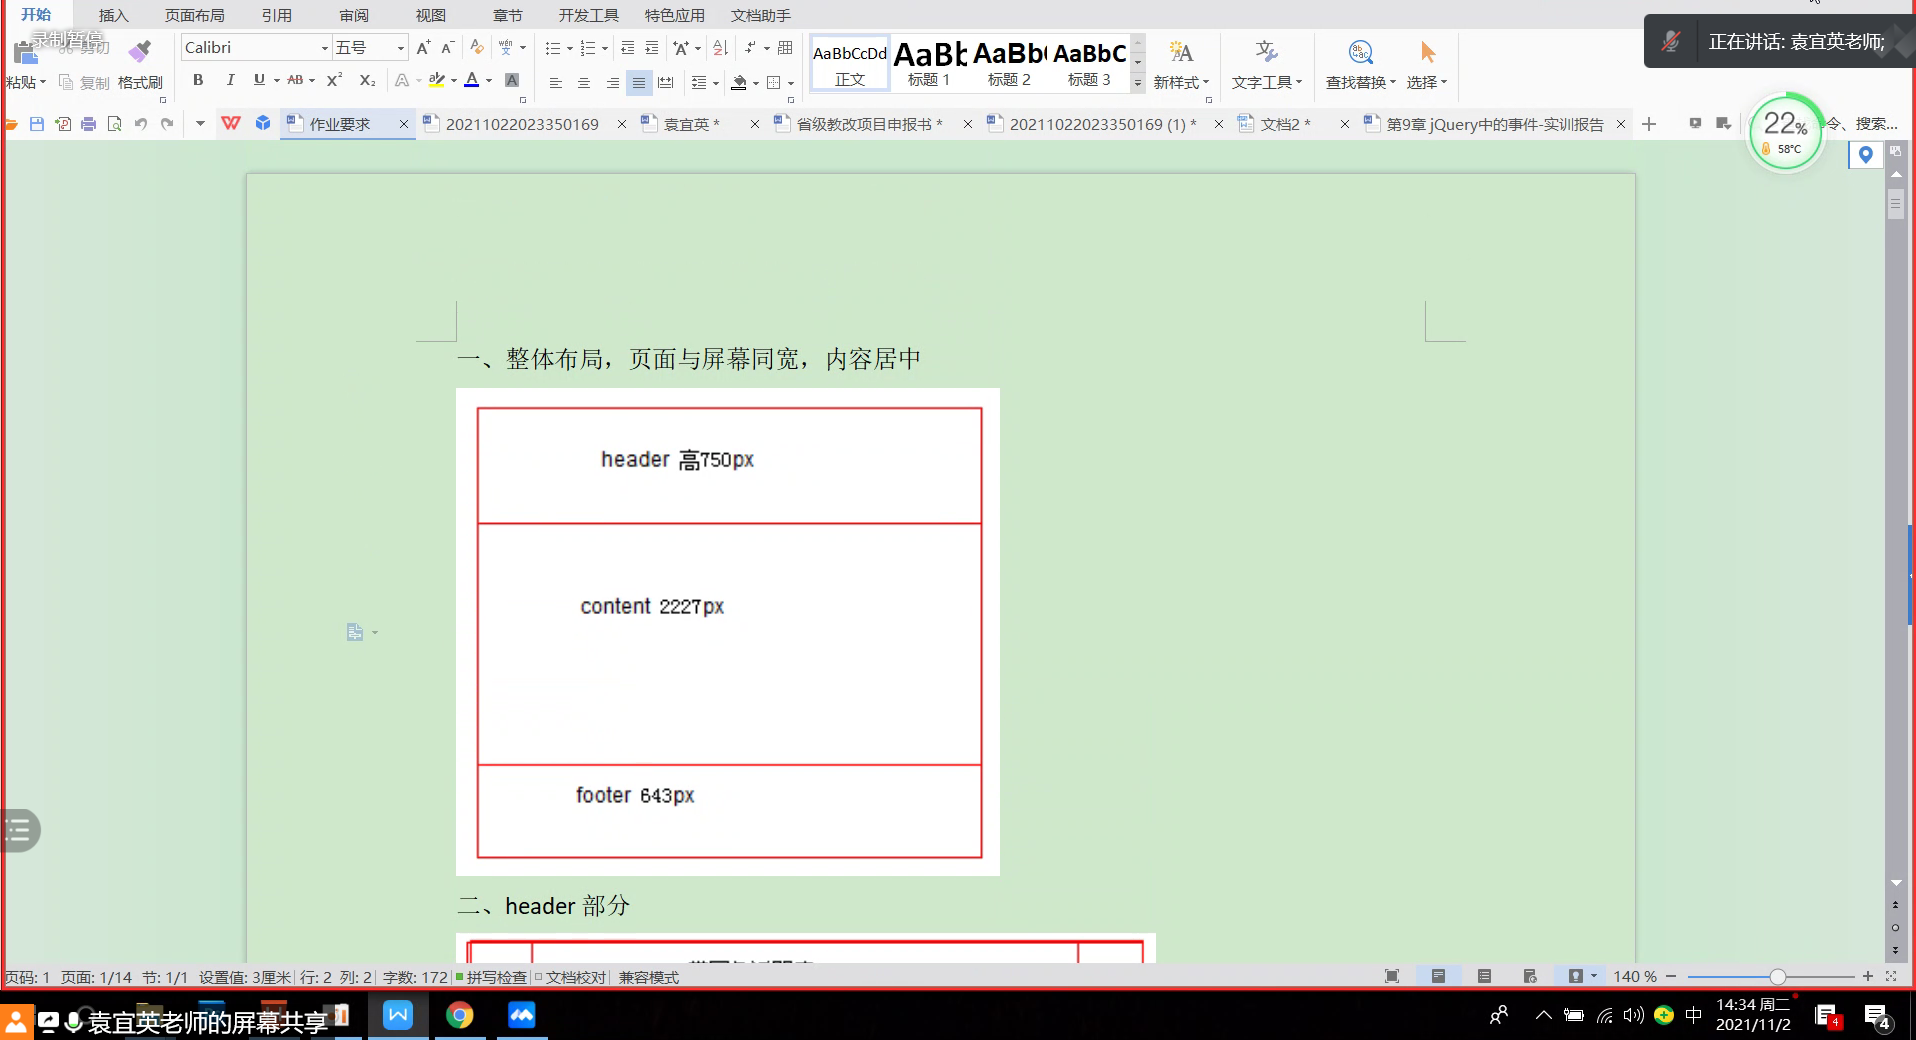 开始 插入 页面布局 引用 审阅 视图 章节 开发工具 特色应用 文档助手
录制暂停
剪切
粘贴 复制 格式刷
Calibri 五号
AaBbCcDd 正文
标题 1
标题 2
AaBbC 标题 3
新样式 文字工具 查找替换 选择
正在讲话: 袁宜英老师;
作业要求 20211022023350169 袁宜英 * 省级教改项目申报书 * 20211022023350169 (1) * 文档2 * 第9章 jQuery中的事件-实训报告
令、搜索...
22%
58°C
一、整体布局，页面与屏幕同宽，内容居中
header 高750px
content 2227px
footer 643px
二、header 部分
页码: 1 页面: 1/14 节: 1/1 设置值: 3厘米 行: 2 列: 2 字数: 172 拼写检查 文档校对 兼容模式
140 %
袁宜英老师的屏幕共享
中
14:34 周二
2021/11/2
4
4